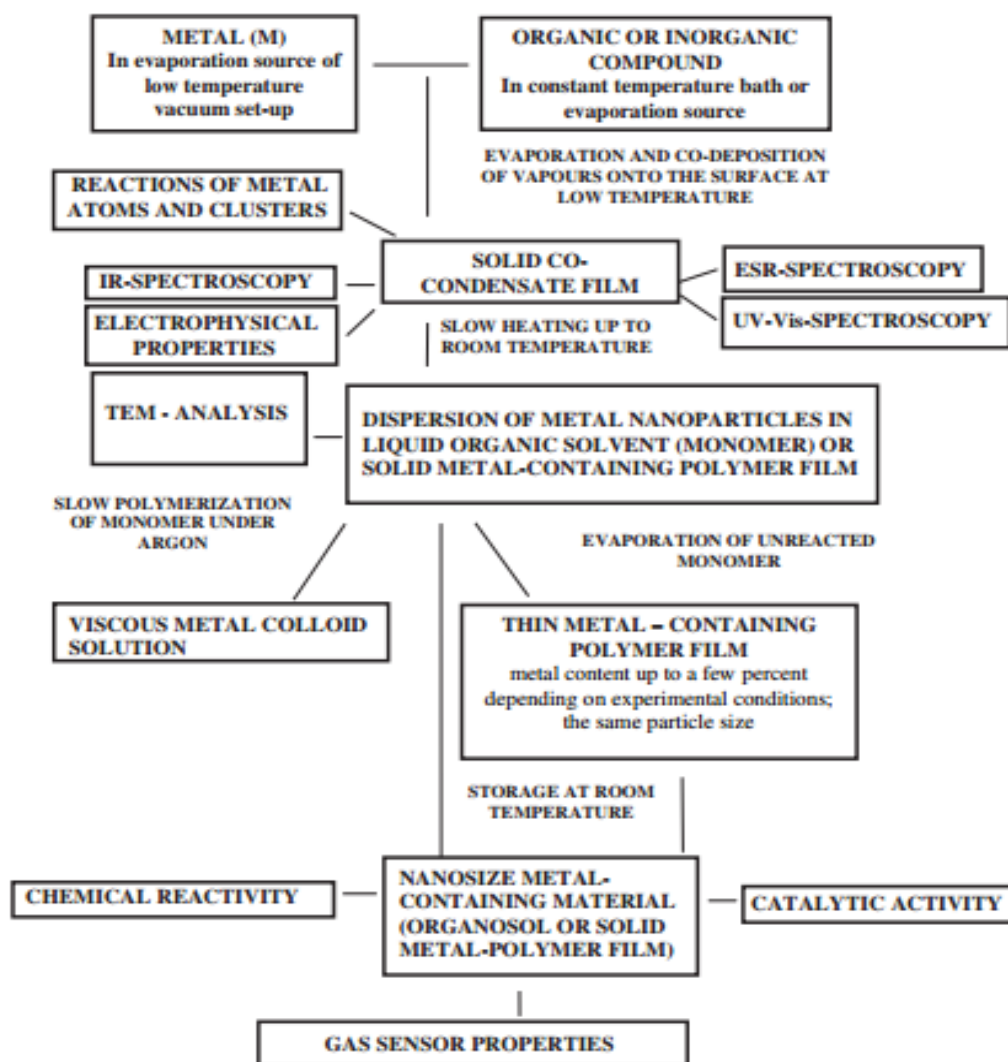 METAL (M)
In evaporation source of
low temperature
vacuum set-up
ORGANIC OR INORGANIC
COMPOUND
In constant temperature bath or
evaporation source
EVAPORATION AND CO-DEPOSITION
OF VAPOURS ONTO THE SURFACE AT
LOW TEMPERATURE
REACTIONS OF METAL
ATOMS AND CLUSTERS
SOLID CO-
CONDENSATE FILM
IR-SPECTROSCOPY
ESR-SPECTROSCOPY
ELECTROPHYSICAL
PROPERTIES
UV-Vis-SPECTROSCOPY
SLOW HEATING UP TO
ROOM TEMPERATURE
TEM - ANALYSIS
DISPERSION OF METAL NANOPARTICLES IN
LIQUID ORGANIC SOLVENT (MONOMER) OR
SOLID METAL-CONTAINING POLYMER FILM
SLOW POLYMERIZATION
OF MONOMER UNDER
ARGON
EVAPORATION OF UNREACTED
MONOMER
VISCOUS METAL COLLOID
SOLUTION
THIN METAL – CONTAINING
POLYMER FILM
metal content up to a few percent
depending on experimental conditions;
the same particle size
STORAGE AT ROOM
TEMPERATURE
CHEMICAL REACTIVITY
NANOSIZE METAL-
CONTAINING MATERIAL
(ORGANOSOL OR SOLID
METAL-POLYMER FILM)
CATALYTIC ACTIVITY
GAS SENSOR PROPERTIES